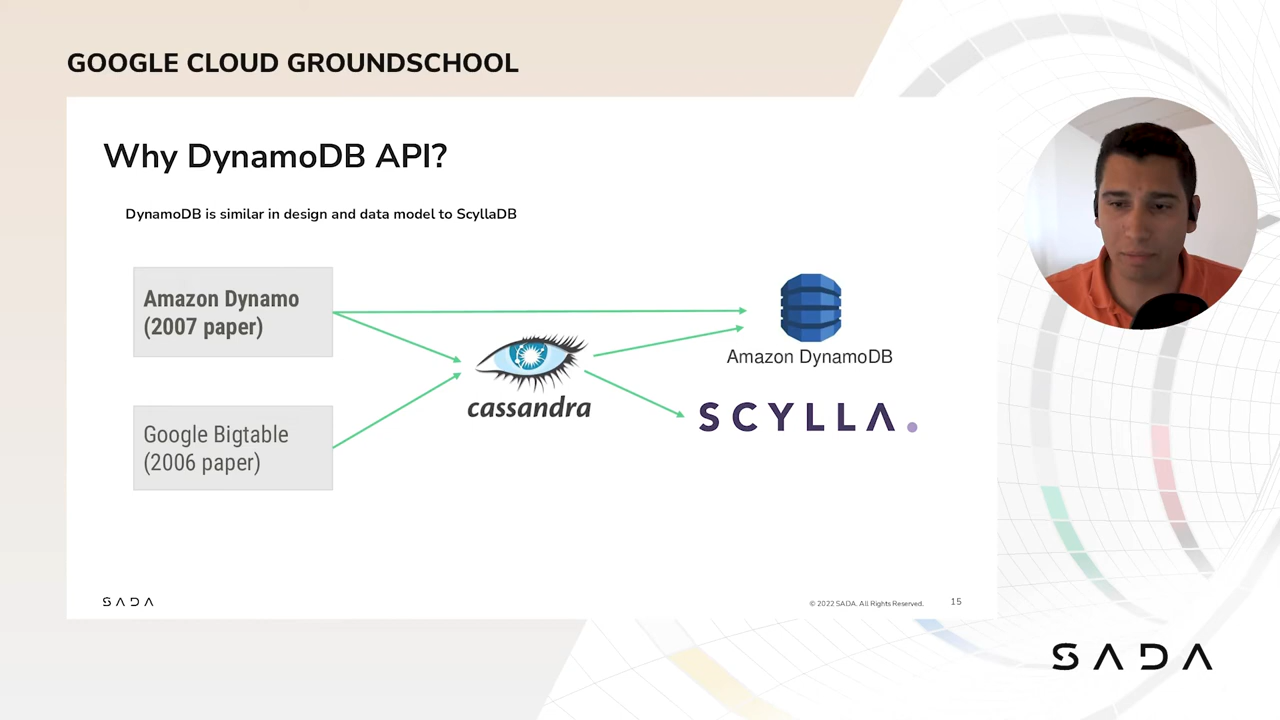 GOOGLE CLOUD GROUNDSCHOOL
Why DynamoDB API?
DynamoDB is similar in design and data model to ScyllaDB
Amazon Dynamo
(2007 paper)
Amazon DynamoDB
cassandra
SCYLLA.
Google Bigtable
(2006 paper)
SADA
© 2022 SADA. All Rights Reserved.
15
SADA